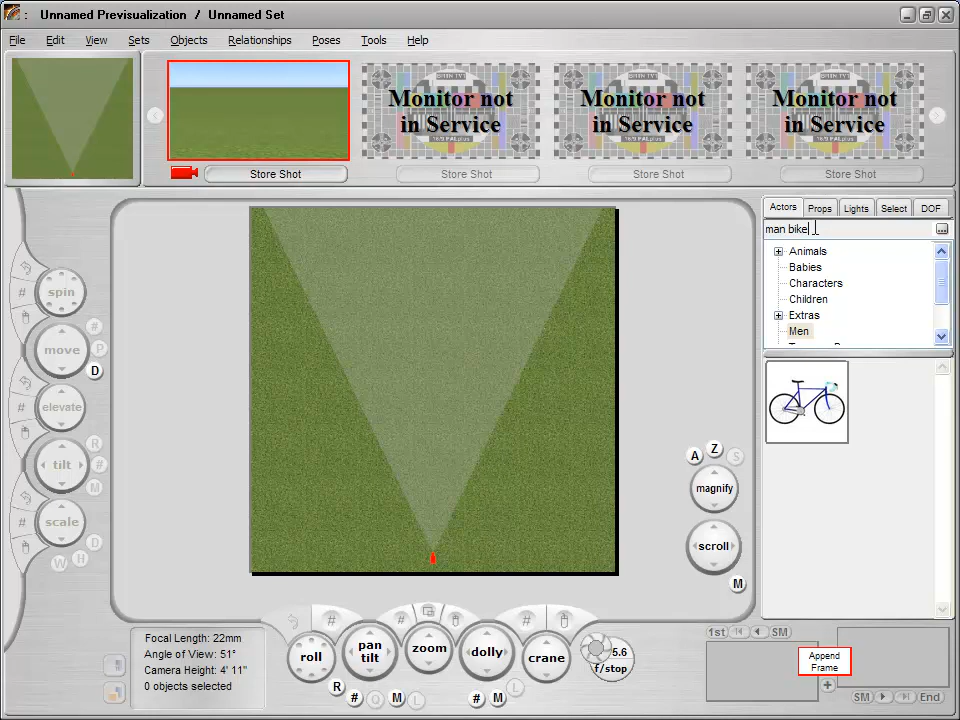 : Unnamed Previsualization / Unnamed Set
File Edit View Sets Objects Relationships Poses Tools Help
Monitor not in Service
Monitor not in Service
Monitor not in Service
Store Shot Store Shot Store Shot Store Shot
Actors Props Lights Select DOF
man bike
Animals
Babies
Characters
Children
Extras
Men
spin
#
move
# P D
elevate
#
tilt
R # M
scale
# D H W
A Z S
magnify
scroll
M
Focal Length: 22mm
Angle of View: 51°
Camera Height: 4' 11"
0 objects selected
# # #
roll
pan tilt
zoom
dolly
crane
5.6
f/stop
R # O M L # M L
1st SM
Append
Frame
+
SM End